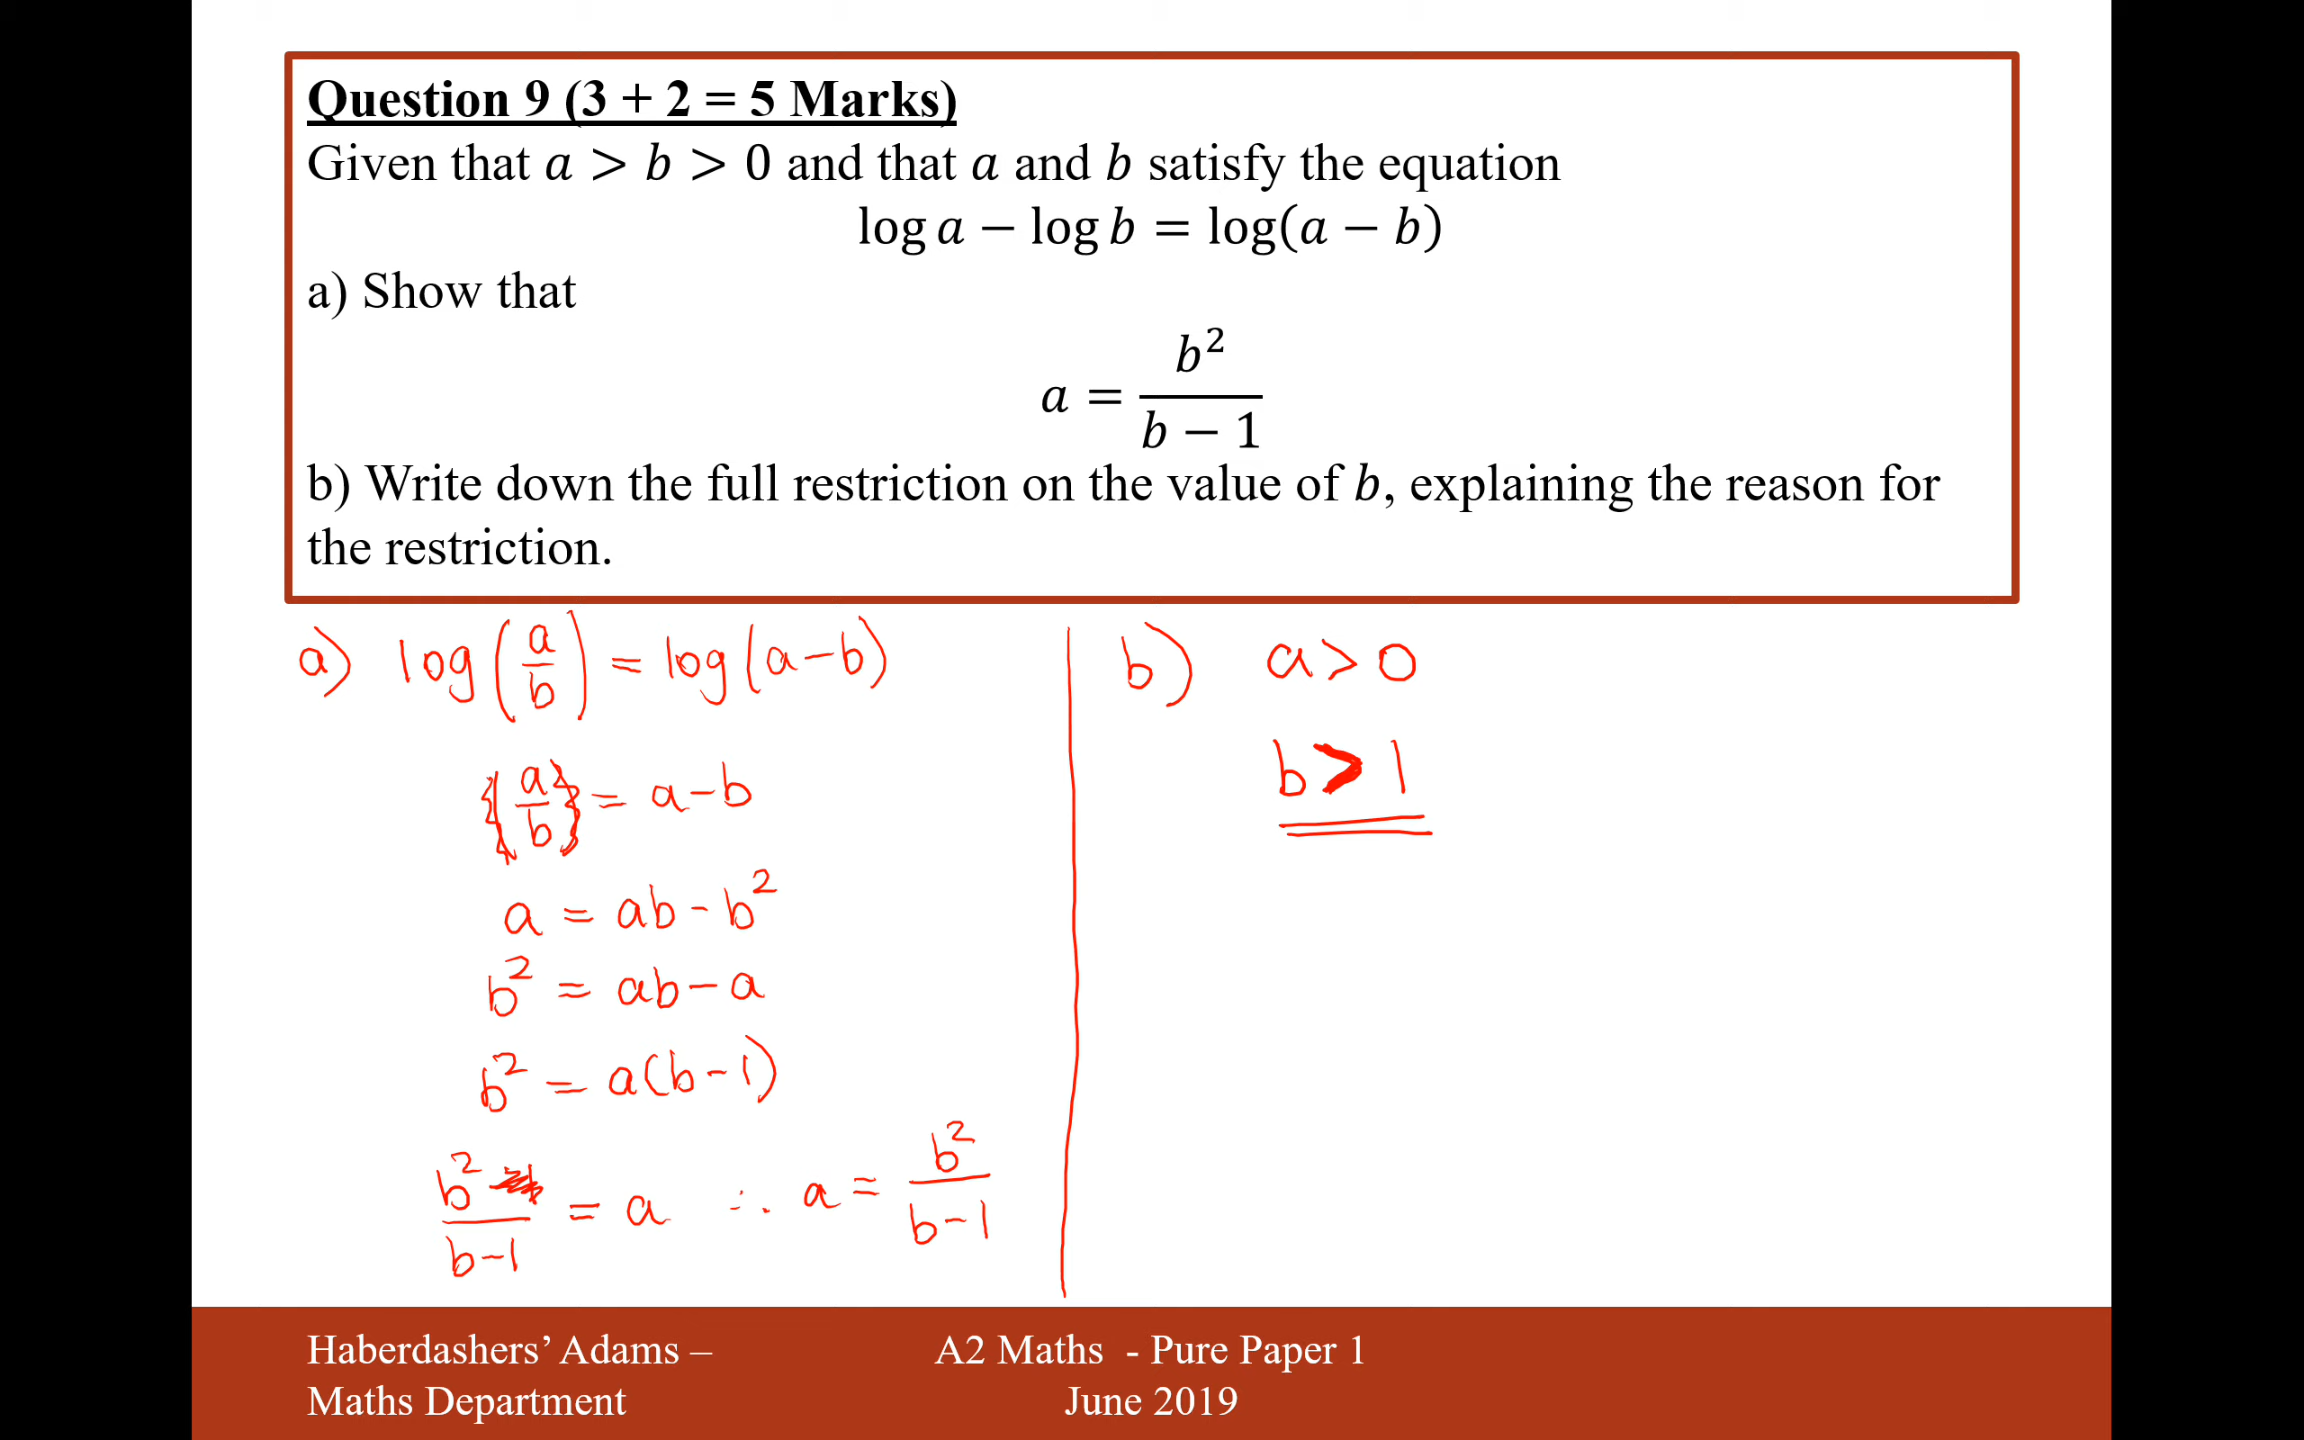 Question 9 (3 + 2 = 5 Marks)
Given that a > b > 0 and that a and b satisfy the equation
log a − log b = log(a − b)
a) Show that
a = b²/(b − 1)
b) Write down the full restriction on the value of b, explaining the reason for
the restriction.
a) log(a/b) = log(a-b)
{a/b} = a-b
a = ab - b²
b² = ab - a
b² = a(b-1)
b²/(b-1) = a ∴ a = b²/(b-1)
b) a > 0
b > 1
Haberdashers’ Adams –
Maths Department
A2 Maths - Pure Paper 1
June 2019